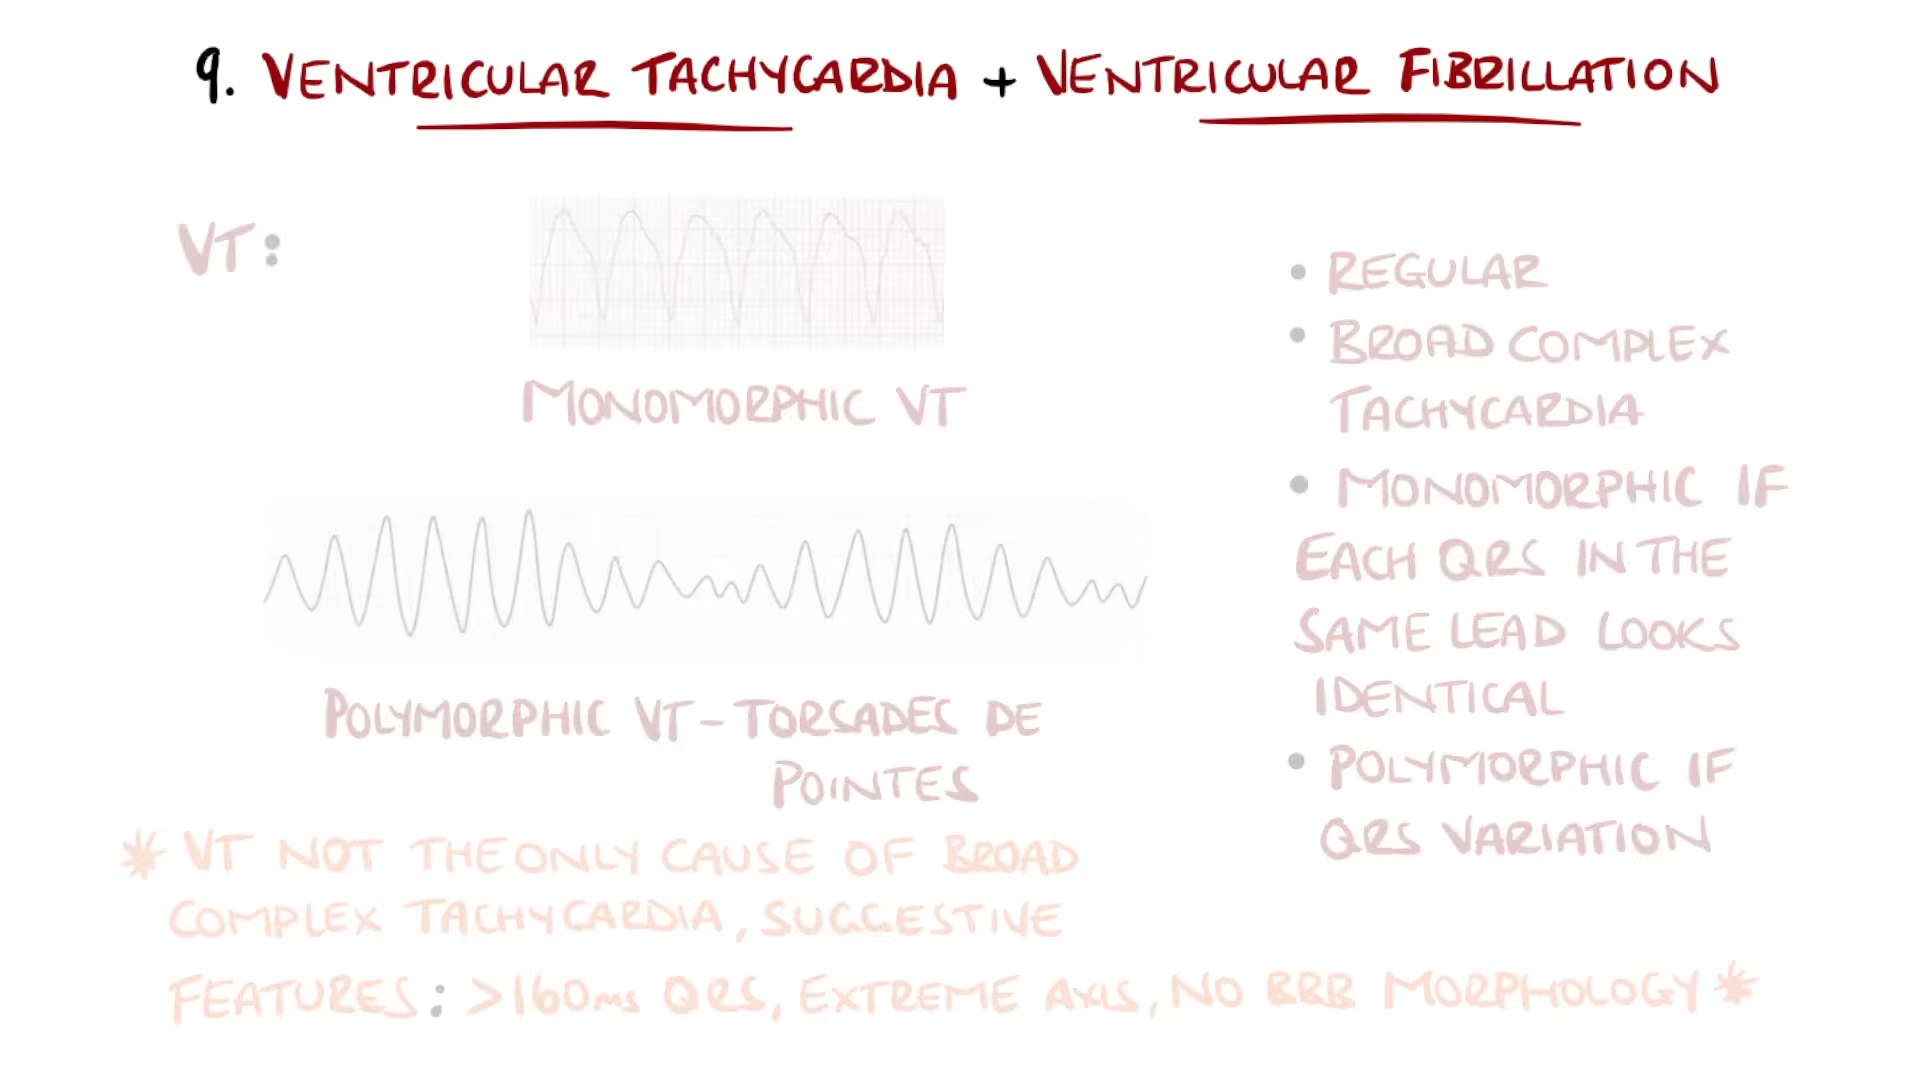 9. VENTRICULAR TACHYCARDIA + VENTRICULAR FIBRILLATION
VT:
MONOMORPHIC VT
POLYMORPHIC VT - TORSADES DE
POINTES
• REGULAR
• BROAD COMPLEX
TACHYCARDIA
• MONOMORPHIC IF
EACH QRS IN THE
SAME LEAD LOOKS
IDENTICAL
• POLYMORPHIC IF
QRS VARIATION
* VT NOT THE ONLY CAUSE OF BROAD
COMPLEX TACHYCARDIA, SUGGESTIVE
FEATURES: >160ms QRS, EXTREME AXIS, NO BBB MORPHOLOGY *